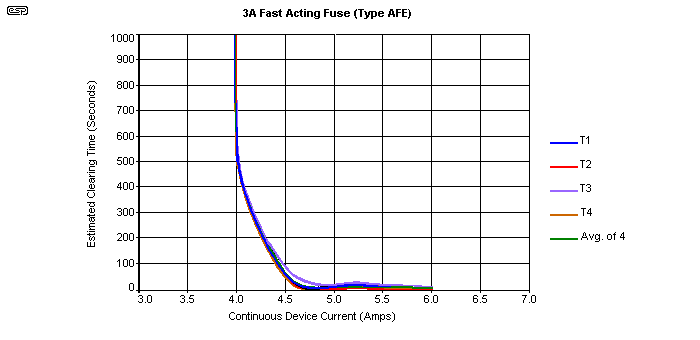 esp
3A Fast Acting Fuse (Type AFE)
Estimated Clearing Time (Seconds)
1000
900
800
700
600
500
400
300
200
100
0
3.0 3.5 4.0 4.5 5.0 5.5 6.0 6.5 7.0
Continuous Device Current (Amps)
T1
T2
T3
T4
Avg. of 4